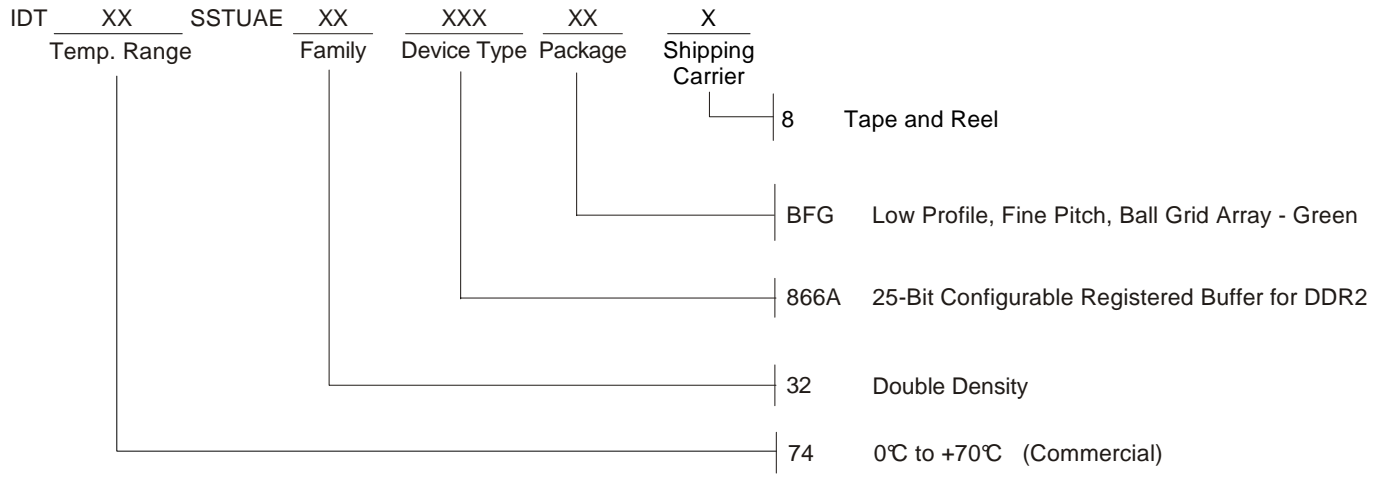 IDT XX SSTUAE XX XXX XX X
Temp. Range Family Device Type Package Shipping
Carrier
8 Tape and Reel
BFG Low Profile, Fine Pitch, Ball Grid Array - Green
866A 25-Bit Configurable Registered Buffer for DDR2
32 Double Density
74 0°C to +70°C (Commercial)